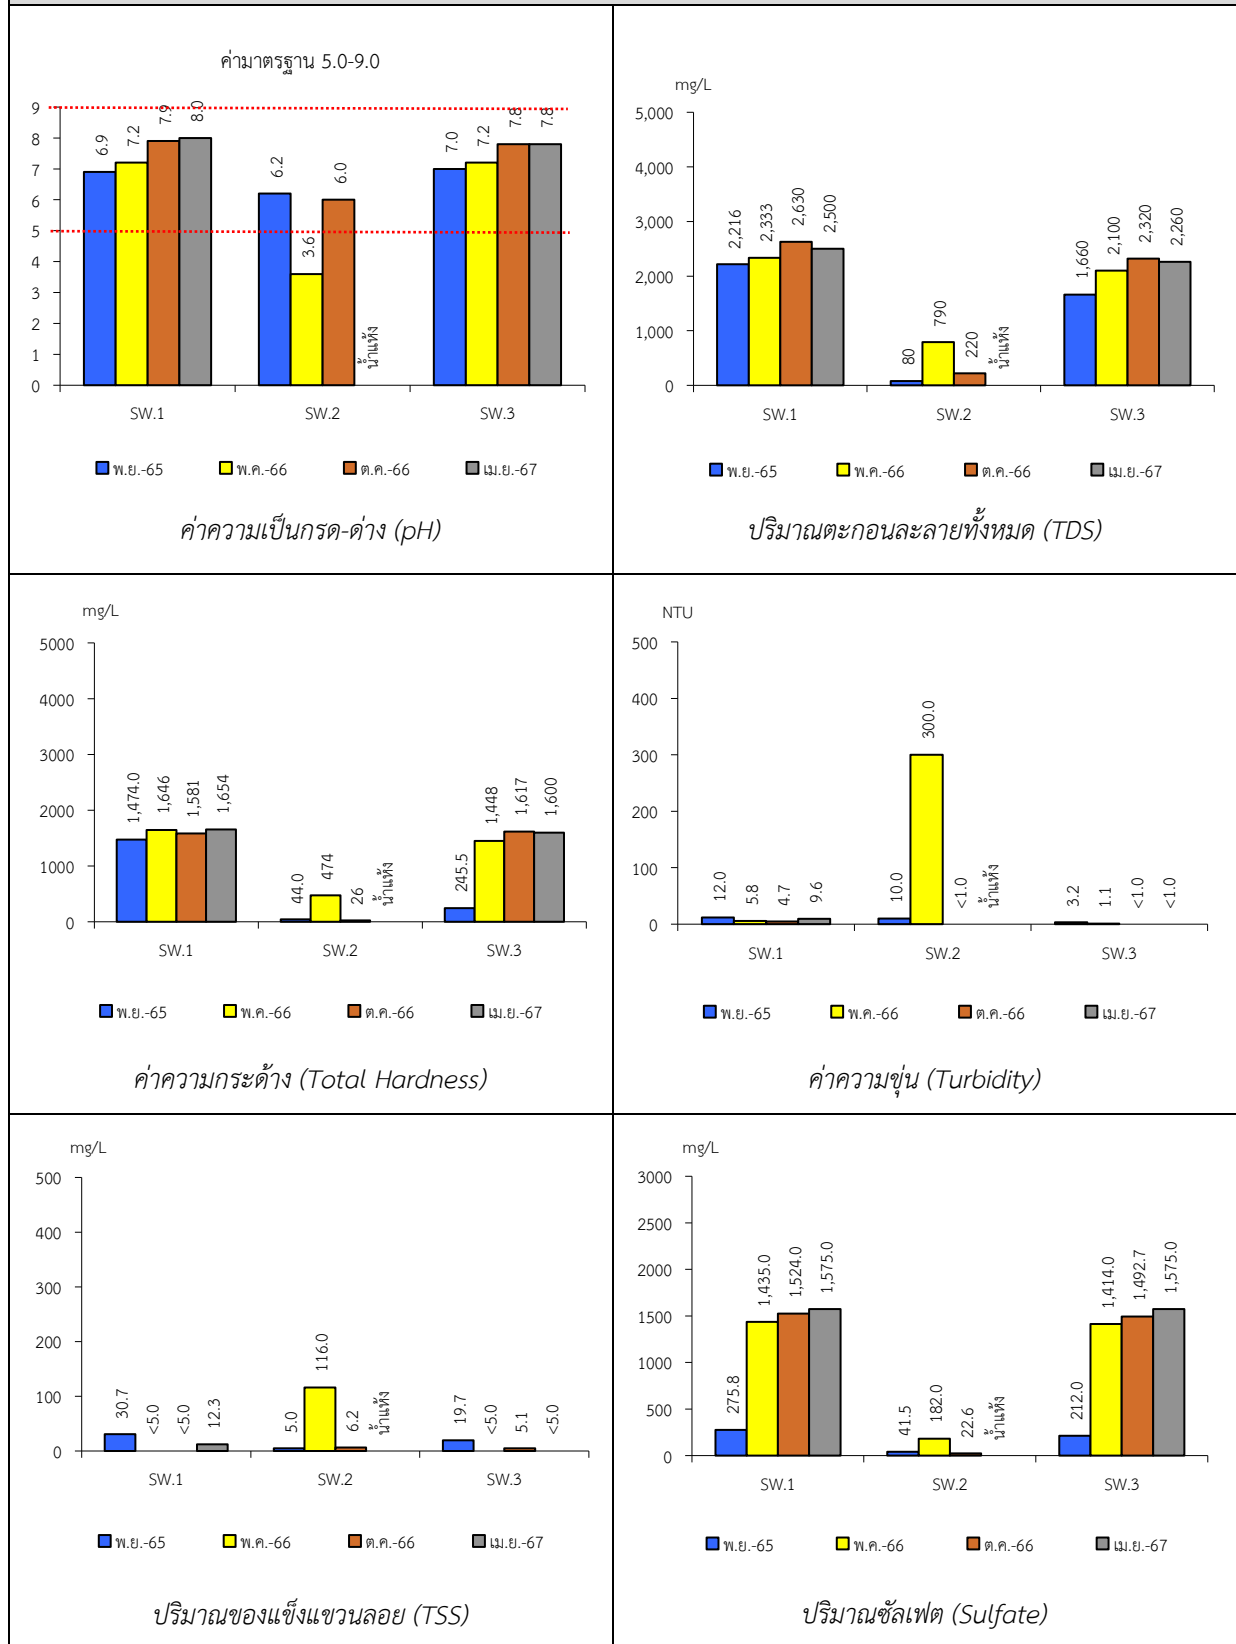 ค่ามาตรฐาน 5.0-9.0
9
8
7
6
5
4
3
2
1
0
6.9 7.2 7.9 8.0
6.2 3.6 6.0 น้ำแห้ง
7.0 7.2 7.8 7.8
SW.1 SW.2 SW.3
พ.ย.-65 พ.ค.-66 ต.ค.-66 เม.ย.-67
ค่าความเป็นกรด-ด่าง (pH)
mg/L
5,000
4,000
3,000
2,000
1,000
0
2,216 2,333 2,630 2,500
80 790 220 น้ำแห้ง
1,660 2,100 2,320 2,260
SW.1 SW.2 SW.3
พ.ย.-65 พ.ค.-66 ต.ค.-66 เม.ย.-67
ปริมาณตะกอนละลายทั้งหมด (TDS)
mg/L
5000
4000
3000
2000
1000
0
1,474.0 1,646 1,581 1,654
44.0 474 26 น้ำแห้ง
245.5 1,448 1,617 1,600
SW.1 SW.2 SW.3
พ.ย.-65 พ.ค.-66 ต.ค.-66 เม.ย.-67
ค่าความกระด้าง (Total Hardness)
NTU
500
400
300
200
100
0
12.0 5.8 4.7 9.6
10.0 300.0 <1.0 น้ำแห้ง
3.2 1.1 <1.0 <1.0
SW.1 SW.2 SW.3
พ.ย.-65 พ.ค.-66 ต.ค.-66 เม.ย.-67
ค่าความขุ่น (Turbidity)
mg/L
500
400
300
200
100
0
30.7 <5.0 <5.0 12.3
5.0 116.0 6.2 น้ำแห้ง
19.7 <5.0 5.1 <5.0
SW.1 SW.2 SW.3
พ.ย.-65 พ.ค.-66 ต.ค.-66 เม.ย.-67
ปริมาณของแข็งแขวนลอย (TSS)
mg/L
3000
2500
2000
1500
1000
500
0
275.8 1,435.0 1,524.0 1,575.0
41.5 182.0 22.6 น้ำแห้ง
212.0 1,414.0 1,492.7 1,575.0
SW.1 SW.2 SW.3
พ.ย.-65 พ.ค.-66 ต.ค.-66 เม.ย.-67
ปริมาณซัลเฟต (Sulfate)